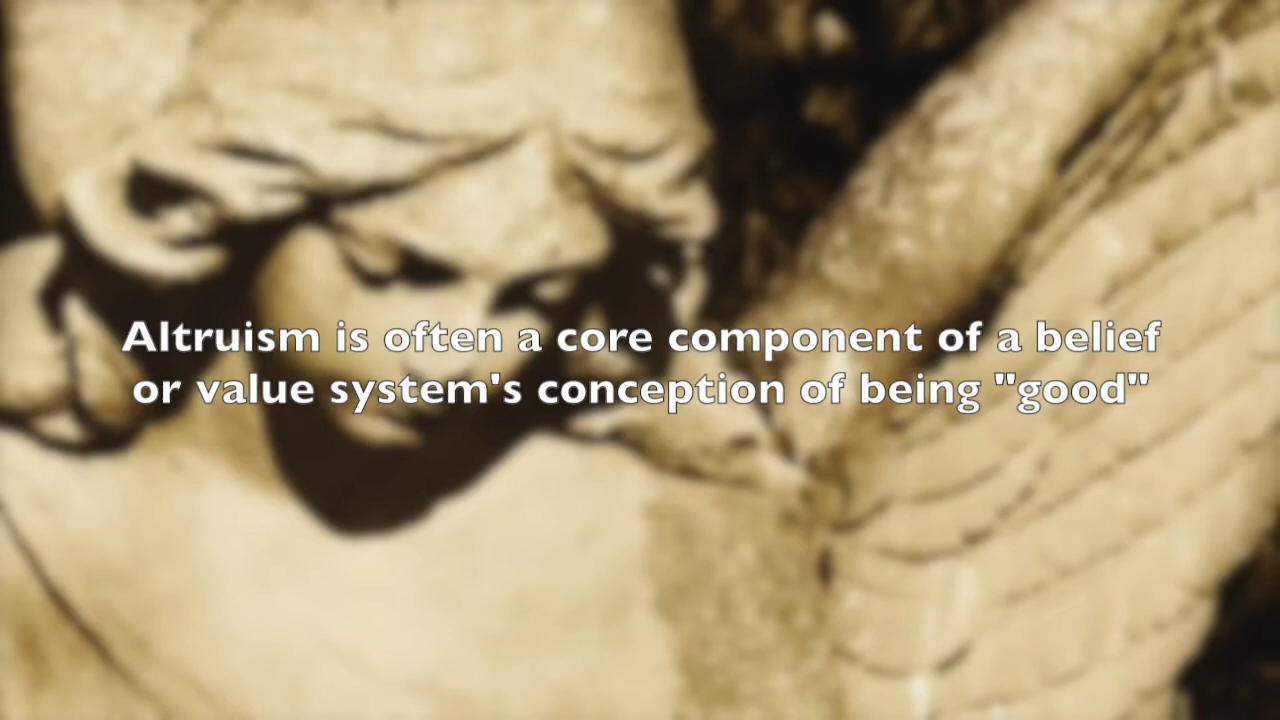 Altruism is often a core component of a belief
or value system's conception of being "good"